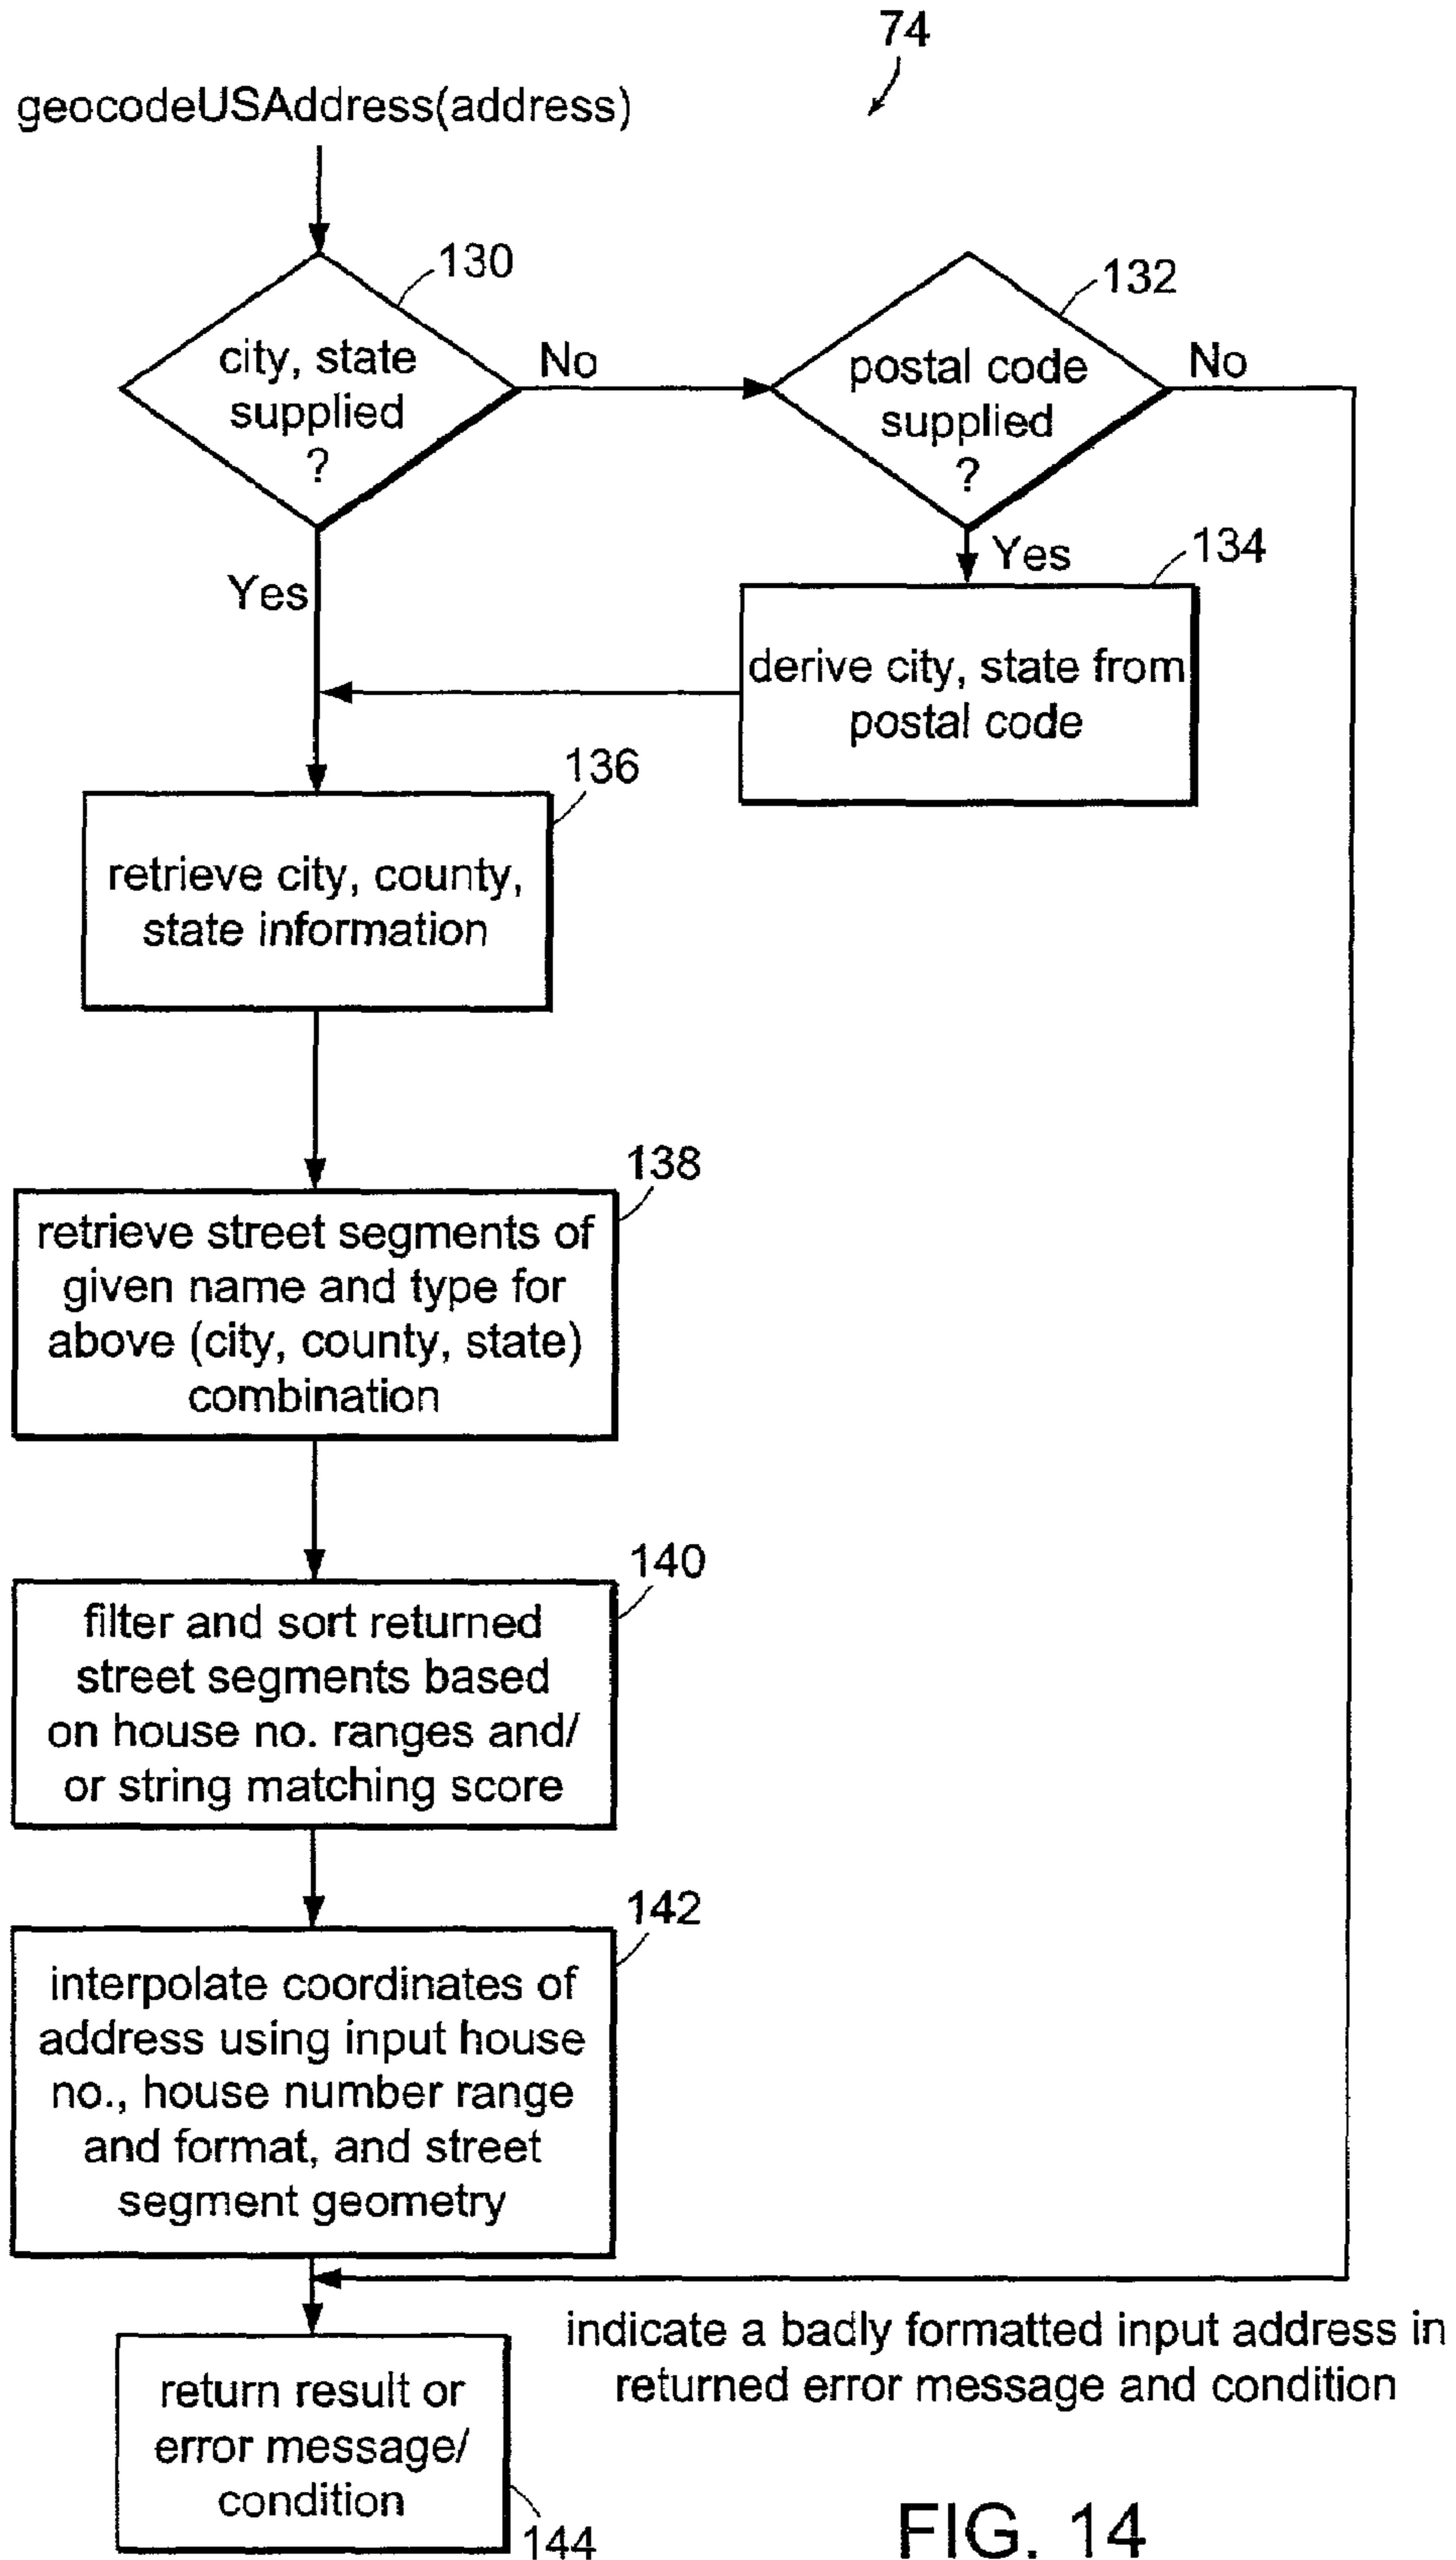 74
geocodeUSAddress(address)
130
city, state
supplied
?
No
132
postal code
supplied
?
No
Yes
Yes
134
derive city, state from
postal code
136
retrieve city, county,
state information
138
retrieve street segments of
given name and type for
above (city, county, state)
combination
140
filter and sort returned
street segments based
on house no. ranges and/
or string matching score
142
interpolate coordinates of
address using input house
no., house number range
and format, and street
segment geometry
indicate a badly formatted input address in
returned error message and condition
return result or
error message/
condition
144
FIG. 14